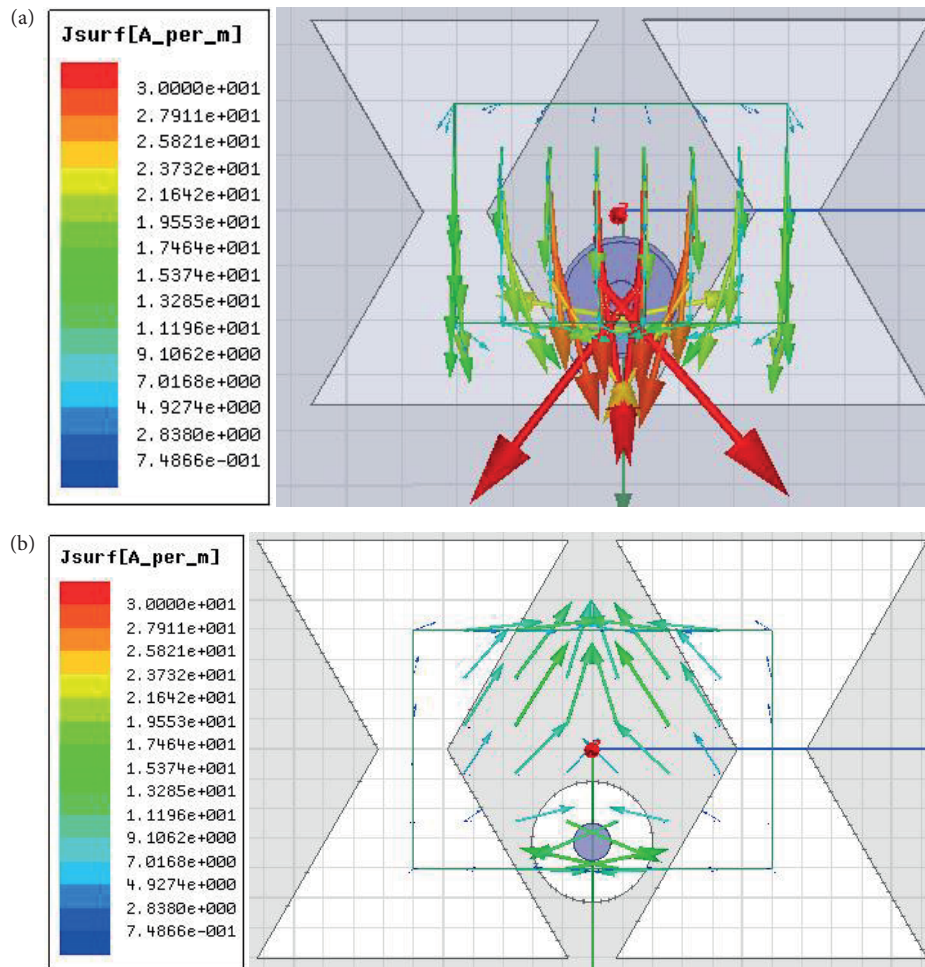 (a)
Jsurf[A_per_m]
3.0000e+001
2.7911e+001
2.5821e+001
2.3732e+001
2.1642e+001
1.9553e+001
1.7464e+001
1.5374e+001
1.3285e+001
1.1196e+001
9.1062e+000
7.0168e+000
4.9274e+000
2.8380e+000
7.4866e-001
(b)
Jsurf[A_per_m]
3.0000e+001
2.7911e+001
2.5821e+001
2.3732e+001
2.1642e+001
1.9553e+001
1.7464e+001
1.5374e+001
1.3285e+001
1.1196e+001
9.1062e+000
7.0168e+000
4.9274e+000
2.8380e+000
7.4866e-001